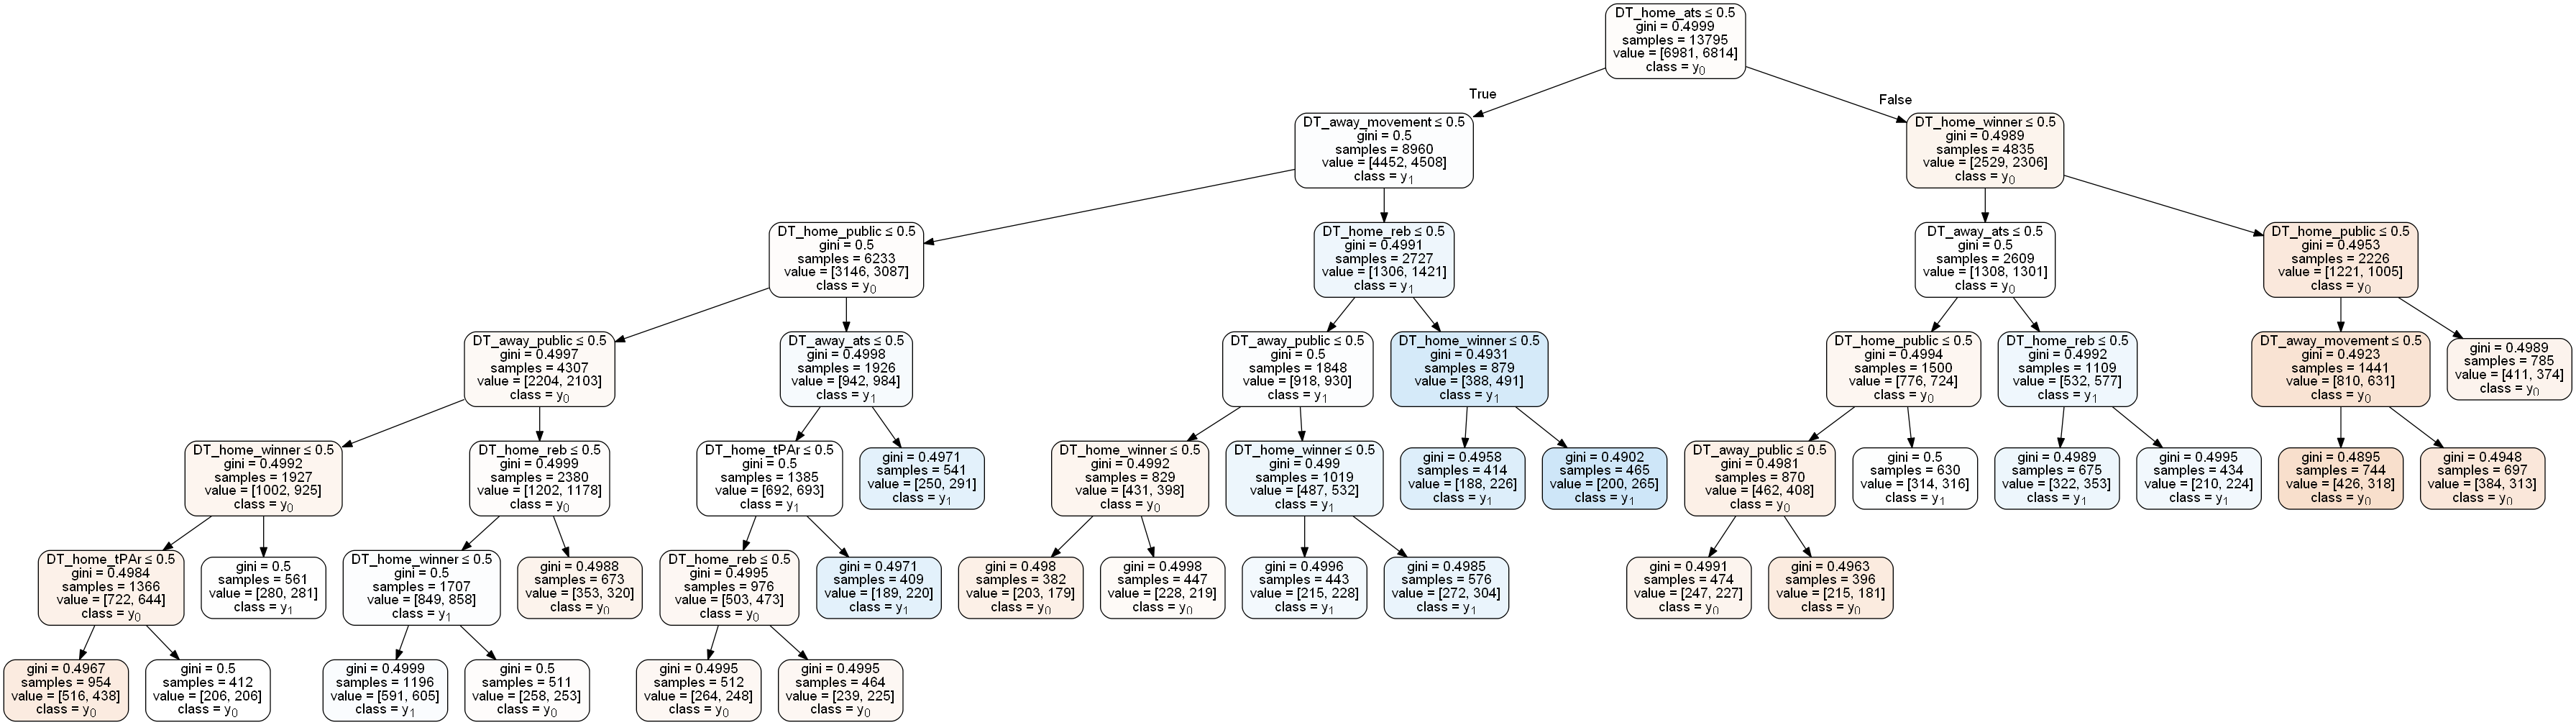 DT_home_ats ≤ 0.5
gini = 0.4999
samples = 13795
value = [6981, 6814]
class = y0
True
False
DT_away_movement ≤ 0.5
gini = 0.5
samples = 8960
value = [4452, 4508]
class = y1
DT_home_winner ≤ 0.5
gini = 0.4989
samples = 4835
value = [2529, 2306]
class = y0
DT_home_public ≤ 0.5
gini = 0.5
samples = 6233
value = [3146, 3087]
class = y0
DT_home_reb ≤ 0.5
gini = 0.4991
samples = 2727
value = [1306, 1421]
class = y1
DT_away_ats ≤ 0.5
gini = 0.5
samples = 2609
value = [1308, 1301]
class = y0
DT_home_public ≤ 0.5
gini = 0.4953
samples = 2226
value = [1221, 1005]
class = y0
DT_away_public ≤ 0.5
gini = 0.4997
samples = 4307
value = [2204, 2103]
class = y0
DT_away_ats ≤ 0.5
gini = 0.4998
samples = 1926
value = [942, 984]
class = y1
DT_away_public ≤ 0.5
gini = 0.5
samples = 1848
value = [918, 930]
class = y1
DT_home_winner ≤ 0.5
gini = 0.4931
samples = 879
value = [388, 491]
class = y1
DT_home_public ≤ 0.5
gini = 0.4994
samples = 1500
value = [776, 724]
class = y0
DT_home_reb ≤ 0.5
gini = 0.4992
samples = 1109
value = [532, 577]
class = y1
DT_away_movement ≤ 0.5
gini = 0.4923
samples = 1441
value = [810, 631]
class = y0
gini = 0.4989
samples = 785
value = [411, 374]
class = y0
DT_home_winner ≤ 0.5
gini = 0.4992
samples = 1927
value = [1002, 925]
class = y0
DT_home_reb ≤ 0.5
gini = 0.4999
samples = 2380
value = [1202, 1178]
class = y0
DT_home_tPAr ≤ 0.5
gini = 0.5
samples = 1385
value = [692, 693]
class = y1
gini = 0.4971
samples = 541
value = [250, 291]
class = y1
DT_home_winner ≤ 0.5
gini = 0.4992
samples = 829
value = [431, 398]
class = y0
DT_home_winner ≤ 0.5
gini = 0.499
samples = 1019
value = [487, 532]
class = y1
gini = 0.4958
samples = 414
value = [188, 226]
class = y1
gini = 0.4902
samples = 465
value = [200, 265]
class = y1
DT_away_public ≤ 0.5
gini = 0.4981
samples = 870
value = [462, 408]
class = y0
gini = 0.5
samples = 630
value = [314, 316]
class = y1
gini = 0.4989
samples = 675
value = [322, 353]
class = y1
gini = 0.4995
samples = 434
value = [210, 224]
class = y1
gini = 0.4895
samples = 744
value = [426, 318]
class = y0
gini = 0.4948
samples = 697
value = [384, 313]
class = y0
DT_home_tPAr ≤ 0.5
gini = 0.4984
samples = 1366
value = [722, 644]
class = y0
gini = 0.5
samples = 561
value = [280, 281]
class = y1
DT_home_winner ≤ 0.5
gini = 0.5
samples = 1707
value = [849, 858]
class = y1
gini = 0.4988
samples = 673
value = [353, 320]
class = y0
DT_home_reb ≤ 0.5
gini = 0.4995
samples = 976
value = [503, 473]
class = y0
gini = 0.4971
samples = 409
value = [189, 220]
class = y1
gini = 0.498
samples = 382
value = [203, 179]
class = y0
gini = 0.4998
samples = 447
value = [228, 219]
class = y0
gini = 0.4996
samples = 443
value = [215, 228]
class = y1
gini = 0.4985
samples = 576
value = [272, 304]
class = y1
gini = 0.4991
samples = 474
value = [247, 227]
class = y0
gini = 0.4963
samples = 396
value = [215, 181]
class = y0
gini = 0.4967
samples = 954
value = [516, 438]
class = y0
gini = 0.5
samples = 412
value = [206, 206]
class = y0
gini = 0.4999
samples = 1196
value = [591, 605]
class = y1
gini = 0.5
samples = 511
value = [258, 253]
class = y0
gini = 0.4995
samples = 512
value = [264, 248]
class = y0
gini = 0.4995
samples = 464
value = [239, 225]
class = y0